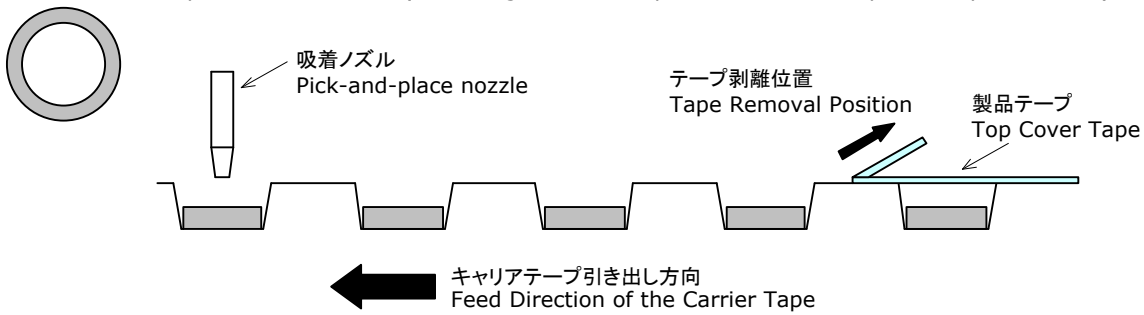 吸着ノズル
Pick-and-place nozzle
テープ剥離位置
Tape Removal Position
製品テープ
Top Cover Tape
キャリアテープ引き出し方向
Feed Direction of the Carrier Tape